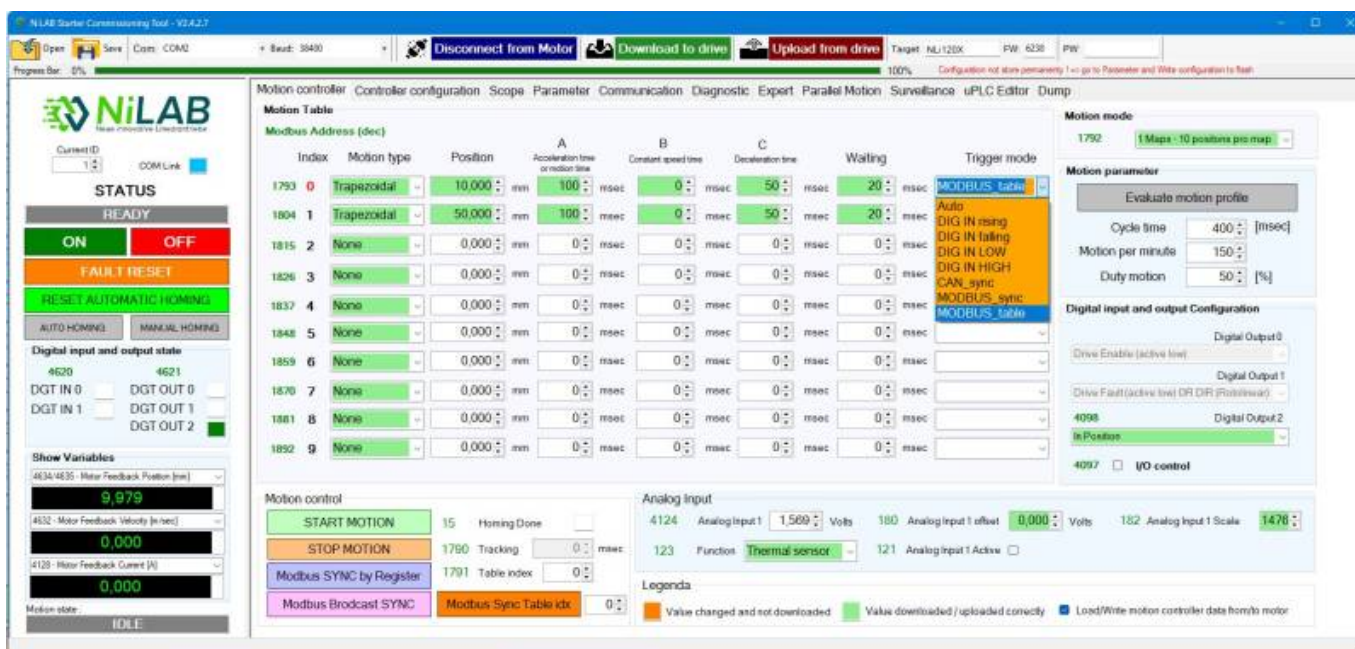 NiLAB Starter Commissioning Tool - V2.4.2.7
Open Save Com: COM2 Baud: 38400 Disconnect from Motor Download to drive Upload from drive Target: NL/120X FW: 6230 PW:
Progress Bar: 0% 100% Configuration not store permanently
Motion controller Controller configuration Scope Parameter Communication Diagnostic Expert Parallel Motion Surveillance uPLC Editor Dump
NiLAB
Current ID
1 COM Link
STATUS
READY
ON OFF
FAULT RESET
RESET AUTOMATIC HOMING
AUTO HOMING MANUAL HOMING
Digital input and output state
4620 4621
DGT IN 0 DGT OUT 0
DGT IN 1 DGT OUT 1
DGT OUT 2
Show Variables
4634/4635 - Motor Feedback Position [mm]
9,979
4632 - Motor Feedback Velocity [m/sec]
0,000
4128 - Motor Feedback Current [A]
0,000
Motion state:
IDLE
Motion Table
Modbus Address (dec)
A B C
Index Motion type Position Acceleration time or motion time Constant speed time Deceleration time Waiting Trigger mode
1793 0 Trapezoidal 10,000 mm 100 msec 0 msec 50 msec 20 msec MODBUS_table
1804 1 Trapezoidal 50,000 mm 100 msec 0 msec 50 msec 20 msec
1815 2 None 0,000 mm 0 msec 0 msec 0 msec 0 msec
1826 3 None 0,000 mm 0 msec 0 msec 0 msec 0 msec
1837 4 None 0,000 mm 0 msec 0 msec 0 msec 0 msec
1848 5 None 0,000 mm 0 msec 0 msec 0 msec 0 msec
1859 6 None 0,000 mm 0 msec 0 msec 0 msec 0 msec
1870 7 None 0,000 mm 0 msec 0 msec 0 msec 0 msec
1881 8 None 0,000 mm 0 msec 0 msec 0 msec 0 msec
1892 9 None 0,000 mm 0 msec 0 msec 0 msec 0 msec
Auto
DIG IN rising
DIG IN falling
DIG IN LOW
DIG IN HIGH
CAN_sync
MODBUS_sync
MODBUS_table
Motion mode
1792 1 Maps - 10 positions pro map
Motion parameter
Evaluate motion profile
Cycle time 400 [msec]
Motion per minute 150
Duty motion 50 [%]
Digital input and output Configuration
Digital Output 0
Drive Enable (active low)
Digital Output 1
Drive Fault (active low) OR DIR (Rotolinear)
4098 Digital Output 2
In Position
4097 I/O control
Motion control
START MOTION 15 Homing Done
STOP MOTION 1790 Tracking 0 msec
Modbus SYNC by Register 1791 Table index 0
Modbus Brodcast SYNC Modbus Sync Table idx 0
Analog Input
4124 Analog Input 1 1,569 Volts 180 Analog Input 1 offset 0,000 Volts 182 Analog Input 1 Scale 1476
123 Function Thermal sensor 121 Analog Input 1 Active
Legenda
Value changed and not downloaded Value downloaded / uploaded correctly Load/Write motion controller data from/to motor